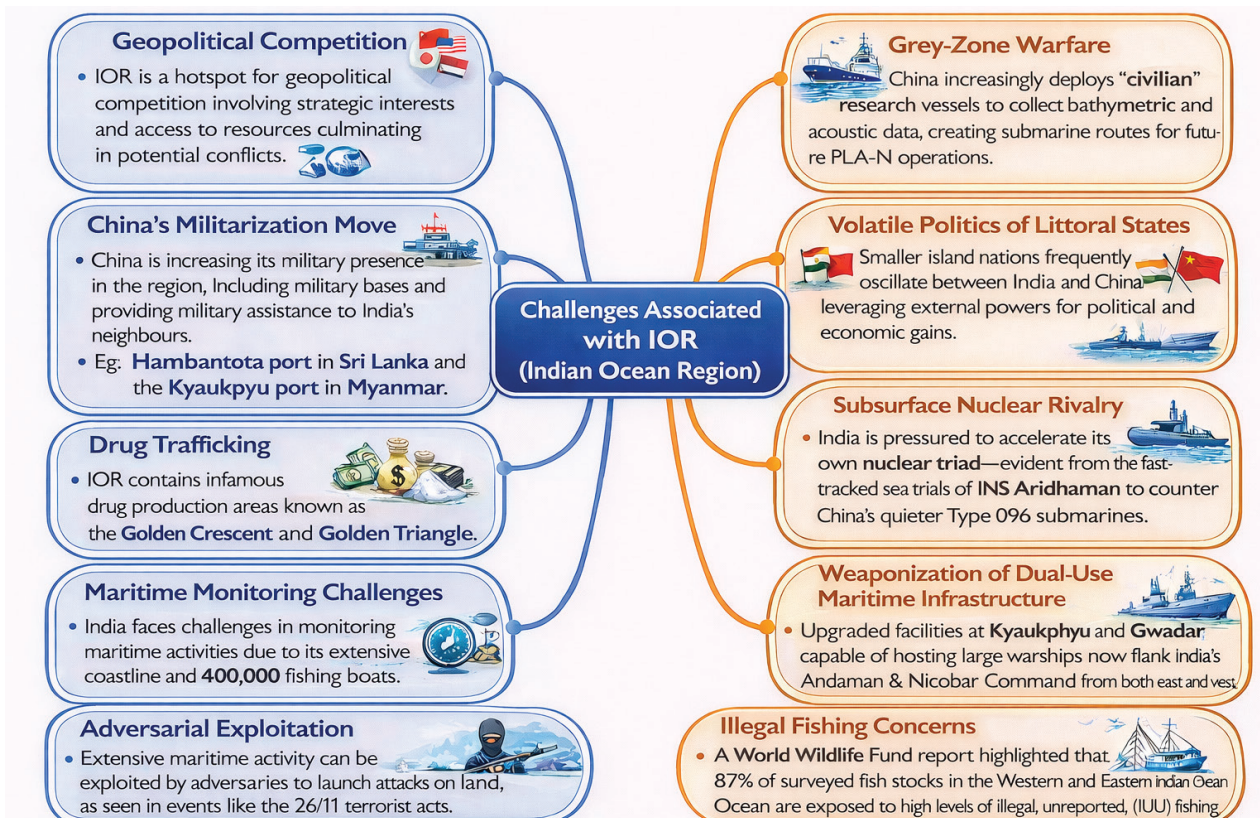 Geopolitical Competition
• IOR is a hotspot for geopolitical
competition involving strategic interests
and access to resources culminating
in potential conflicts.
China's Militarization Move
• China is increasing its military presence
in the region, Including military bases and
providing military assistance to India's
neighbours.
• Eg: Hambantota port in Sri Lanka and
the Kyaukpyu port in Myanmar.
Drug Trafficking
• IOR contains infamous
drug production areas known as
the Golden Crescent and Golden Triangle.
$
Maritime Monitoring Challenges
• India faces challenges in monitoring
maritime activities due to its extensive
coastline and 400,000 fishing boats.
Adversarial Exploitation
• Extensive maritime activity can be
exploited by adversaries to launch attacks on land,
as seen in events like the 26/11 terrorist acts.
Challenges Associated
with IOR
(Indian Ocean Region)
Grey-Zone Warfare
China increasingly deploys "civilian"
research vessels to collect bathymetric and
acoustic data, creating submarine routes for futu-
re PLA-N operations.
Volatile Politics of Littoral States
Smaller island nations frequently
oscillate between India and China
leveraging external powers for political and
economic gains.
Subsurface Nuclear Rivalry
• India is pressured to accelerate its
own nuclear triad—evident from the fast-
tracked sea trials of INS Aridhaman to counter
China's quieter Type 096 submarines.
Weaponization of Dual-Use
Maritime Infrastructure
• Upgraded facilities at Kyaukphyu and Gwadar
capable of hosting large warships now flank india's
Andaman & Nicobar Command from both east and vest.
Illegal Fishing Concerns
• A World Wildlife Fund report highlighted that
87% of surveyed fish stocks in the Western and Eastern indian Ocean
Ocean are exposed to high levels of illegal, unreported, (IUU) fishing.